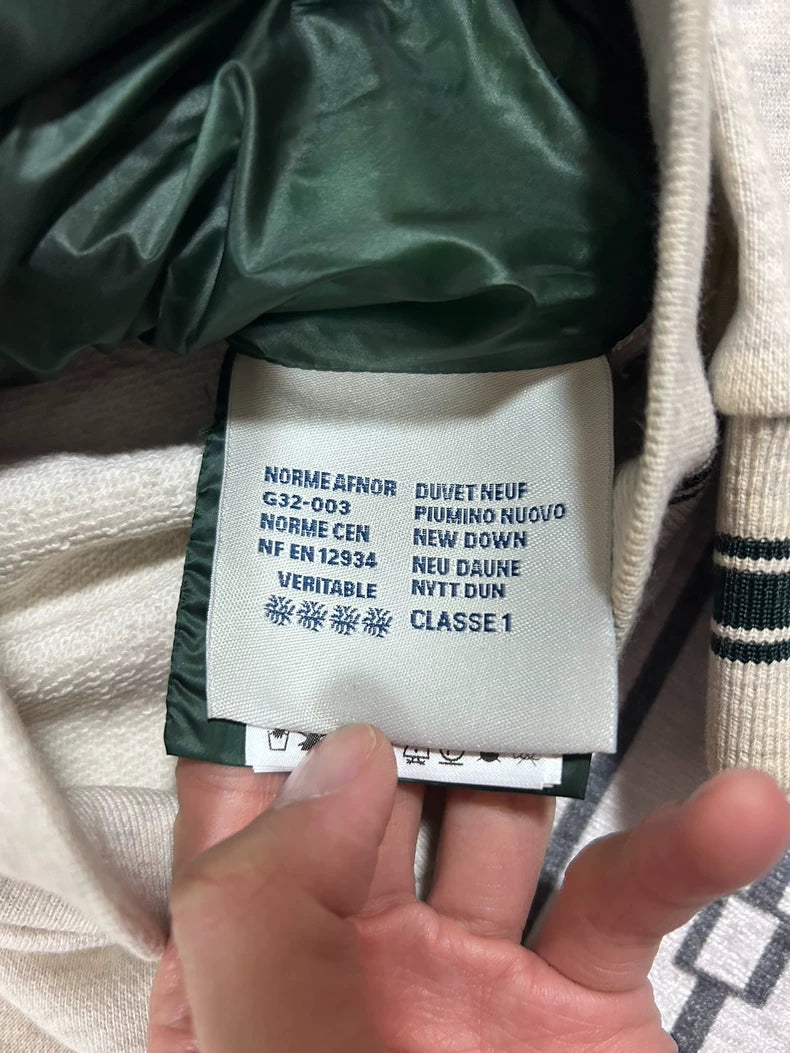 NORME AFNOR
G32-003
NORME CEN
NF EN 12934
VERITABLE
DUVET NEUF
PIUMINO NUOVO
NEW DOWN
NEU DAUNE
NYTT DUN
CLASSE 1